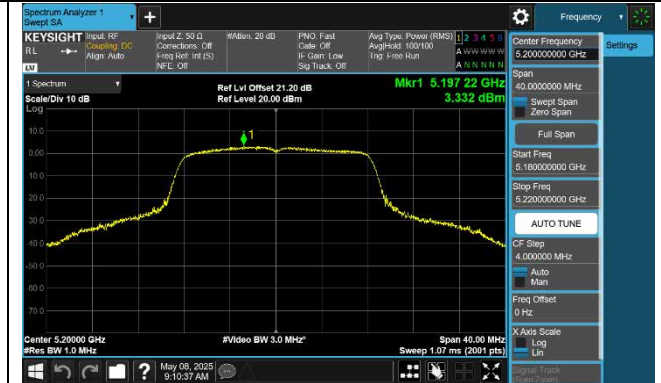 Spectrum Analyzer 1
Swept SA
Frequency
KEYSIGHT
RL
LXI
Input: RF
Coupling: DC
Align: Auto
Input Z: 50 Ω
Corrections: Off
Freq Ref: Int (S)
NFE: Off
#Atten: 20 dB
PNO: Fast
Gate: Off
IF Gain: Low
Sig Track: Off
Avg Type: Power (RMS)
Avg|Hold: 100/100
Trig: Free Run
1 2 3 4 5 6
A W W W W W
A N N N N N
1 Spectrum
Scale/Div 10 dB
Log
Ref Lvl Offset 21.20 dB
Ref Level 20.00 dBm
Mkr1 5.197 22 GHz
3.332 dBm
1
10.0
0.00
-10.0
-20.0
-30.0
-40.0
-50.0
-60.0
-70.0
Center 5.20000 GHz
#Res BW 1.0 MHz
#Video BW 3.0 MHz*
Span 40.00 MHz
Sweep 1.07 ms (2001 pts)
May 08, 2025
9:10:37 AM
Center Frequency
5.200000000 GHz
Settings
Span
40.0000000 MHz
Swept Span
Zero Span
Full Span
Start Freq
5.180000000 GHz
Stop Freq
5.220000000 GHz
AUTO TUNE
CF Step
4.000000 MHz
Auto
Man
Freq Offset
0 Hz
X Axis Scale
Log
Lin
Signal Track
(Span Zoom)